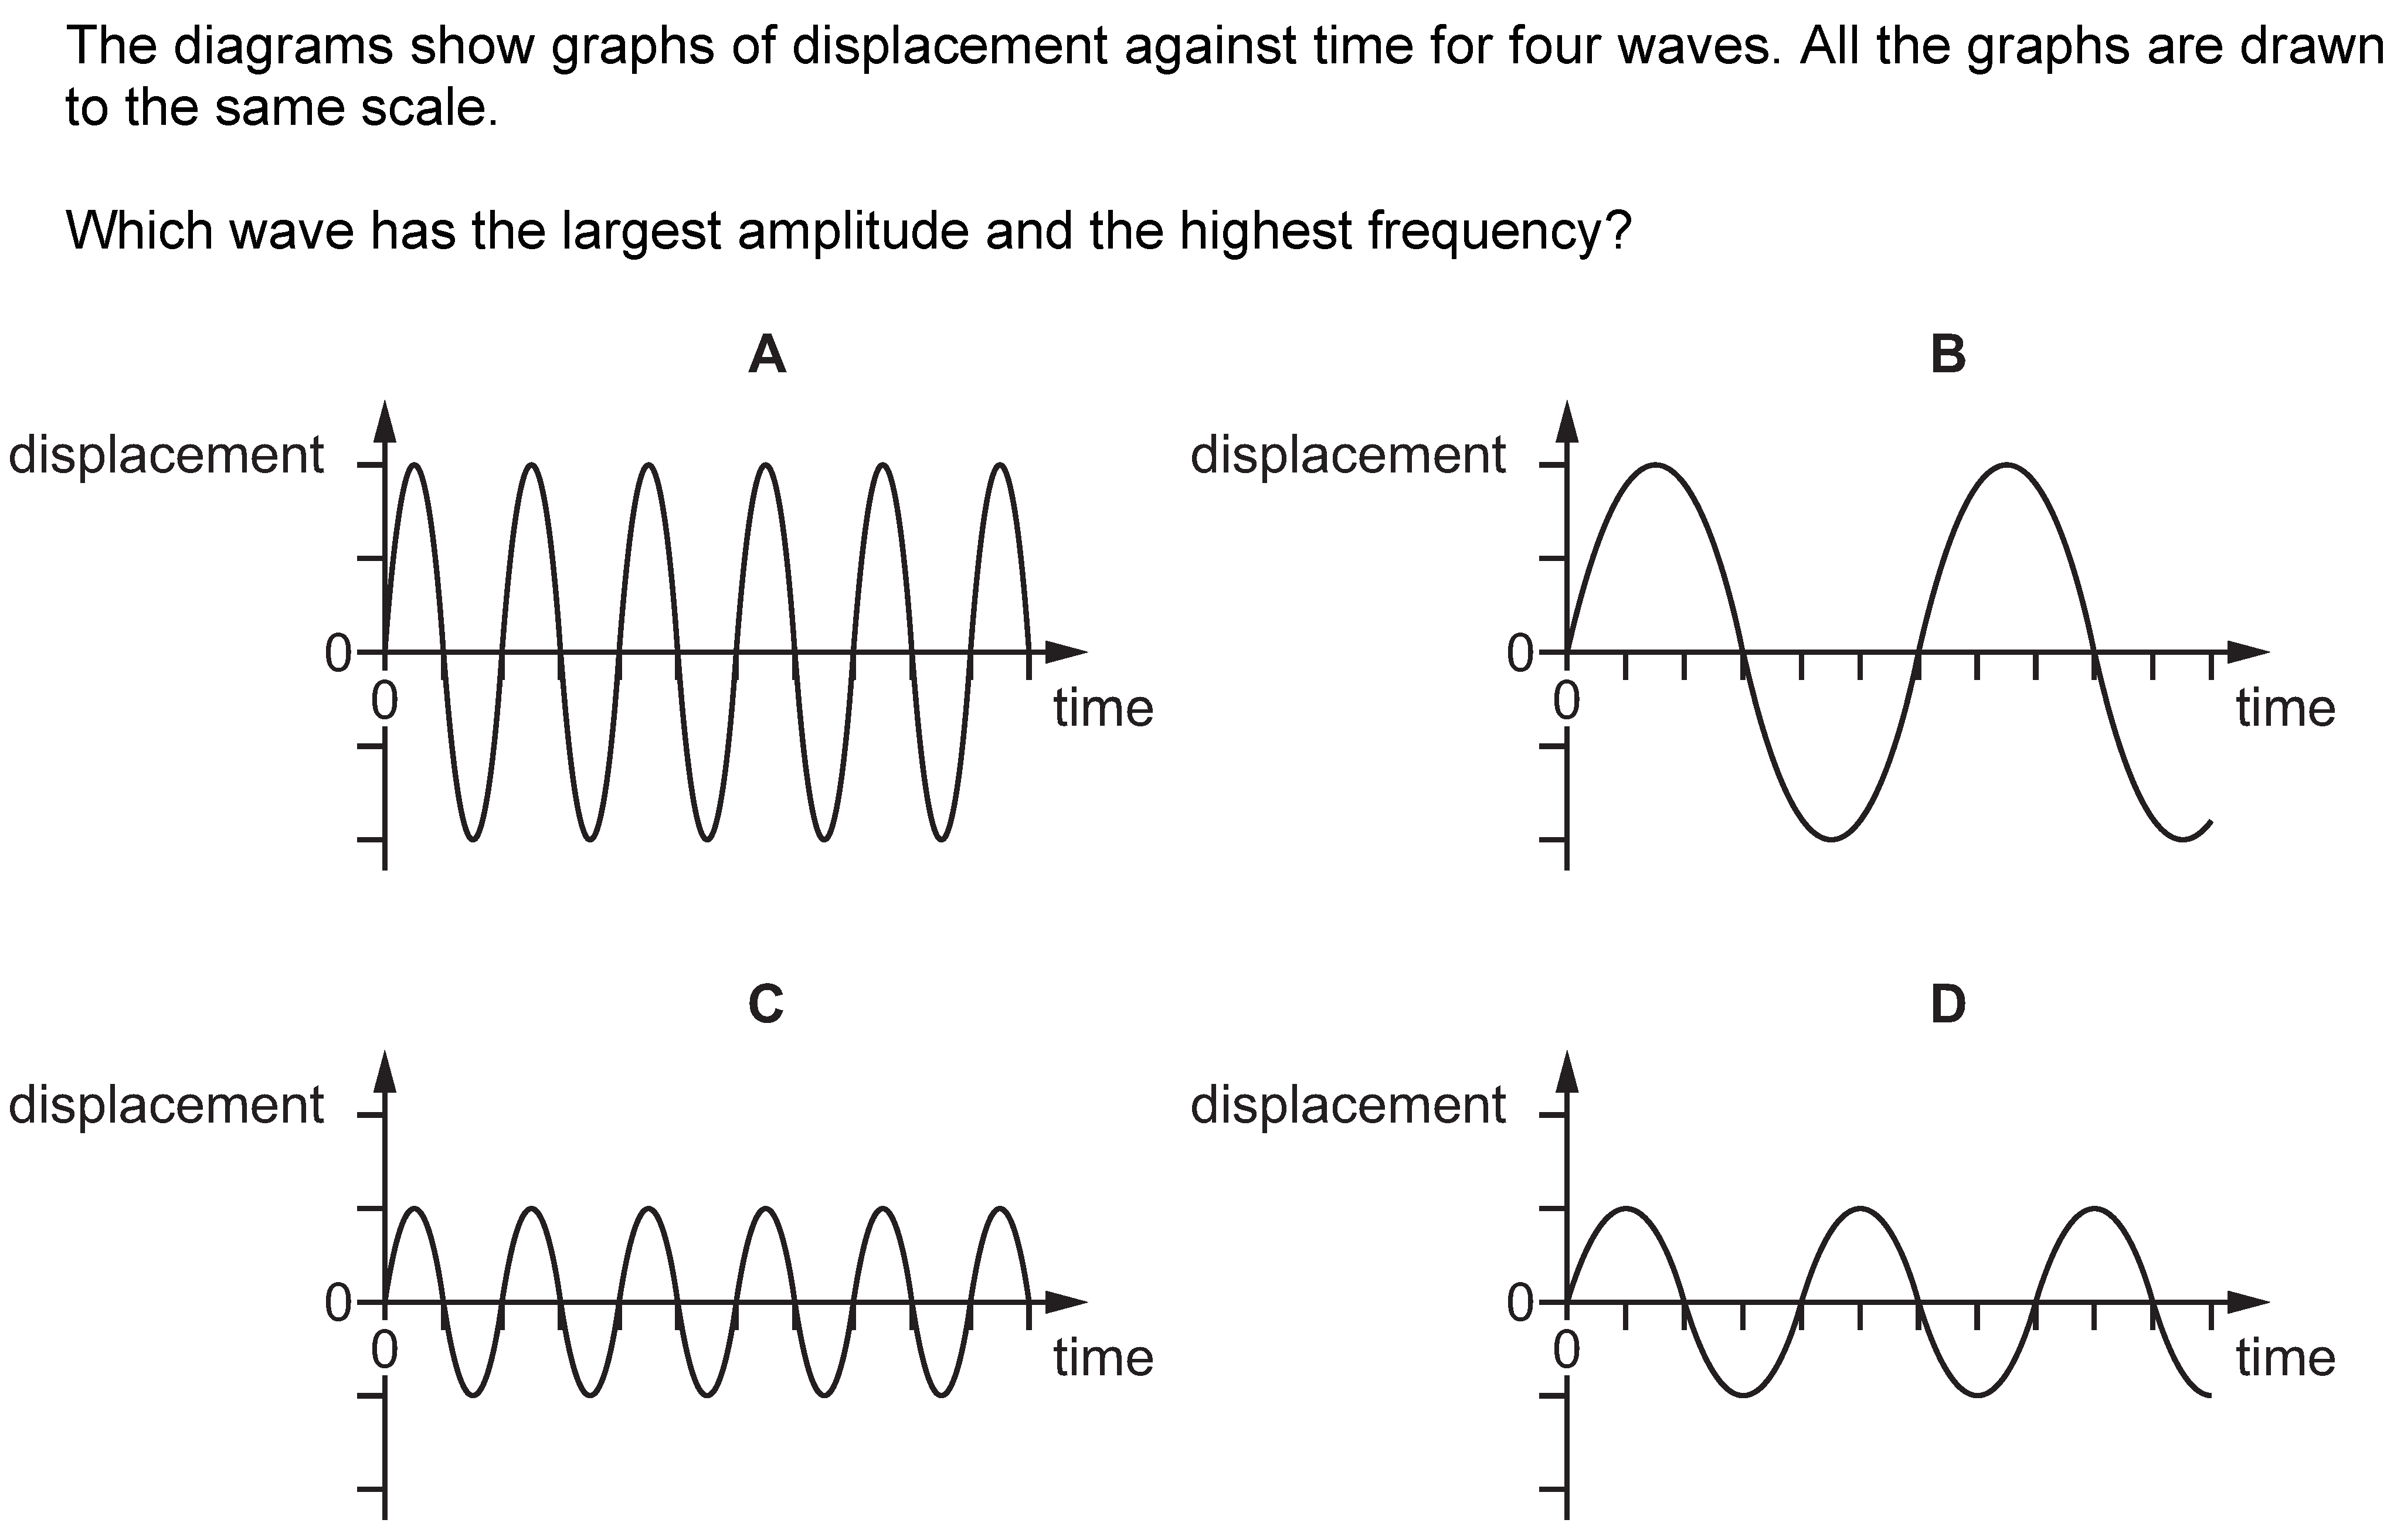 The diagrams show graphs of displacement against time for four waves. All the graphs are drawn
to the same scale.
Which wave has the largest amplitude and the highest frequency?
A
displacement
0
0
time
B
displacement
0
0
time
C
displacement
0
0
time
D
displacement
0
0
time